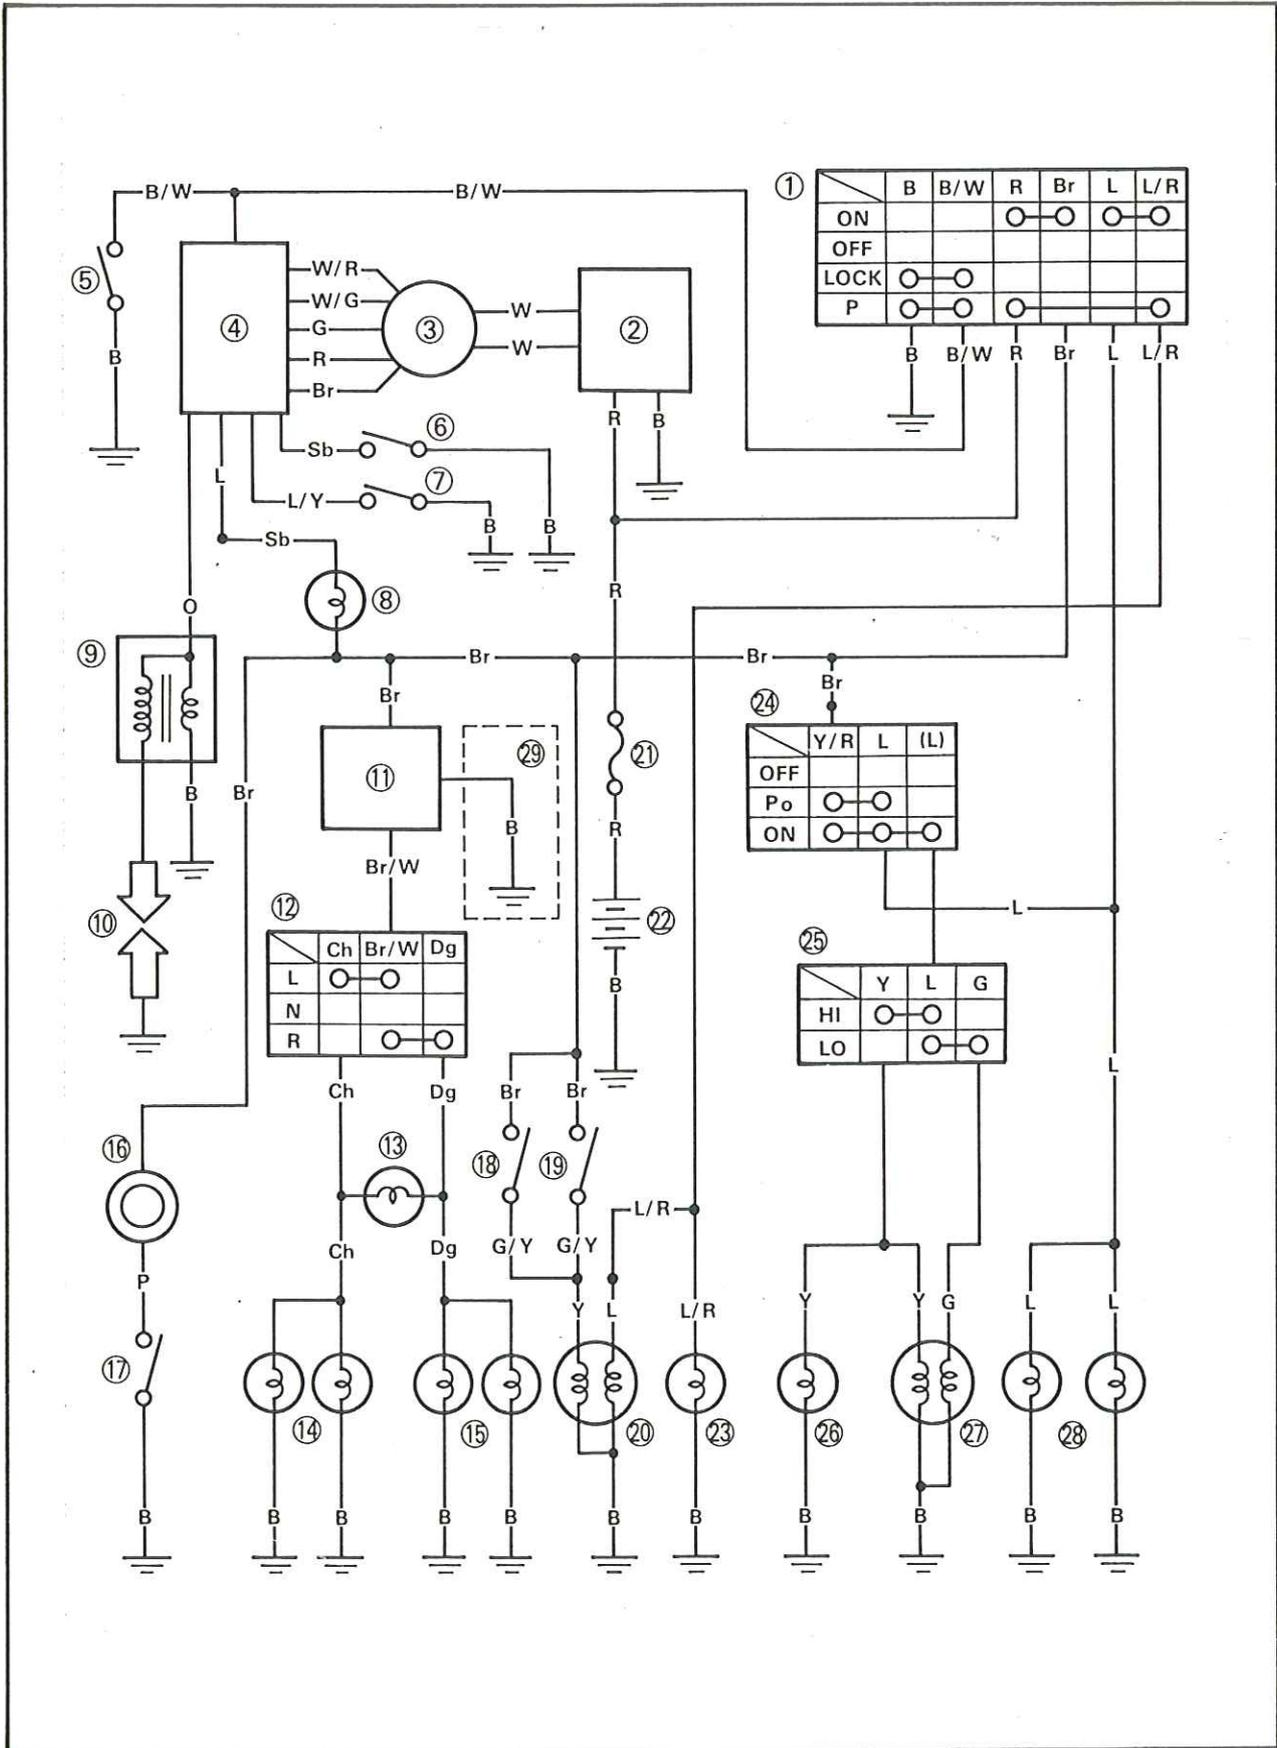 ① B B/W R Br L L/R
ON
OFF
LOCK
P
B B/W R Br L L/R
B/W B/W
⑤ B
④
W/R
W/G
G
R
Br
③
W
W
②
R B
Sb ⑥
L
L/Y ⑦
B B
Sb
⑧
R
O
⑨
Br Br
Br Br
㉔ Y/R L (L)
OFF
Po
ON
⑪ ㉙ ㉑
B Br
B R
Br/W
⑩ ⑫ ㉒ L
Ch Br/W Dg
L
N
R
B
㉕ Y L G
HI
LO
Ch Dg Br Br L
⑯ ⑬ ⑱ ⑲
L/R
Ch Dg G/Y G/Y
P
Y L L/R Y Y G L L
⑰
⑭ ⑮ ⑳ ㉓ ㉖ ㉗ ㉘
B B B B B B B B B B B